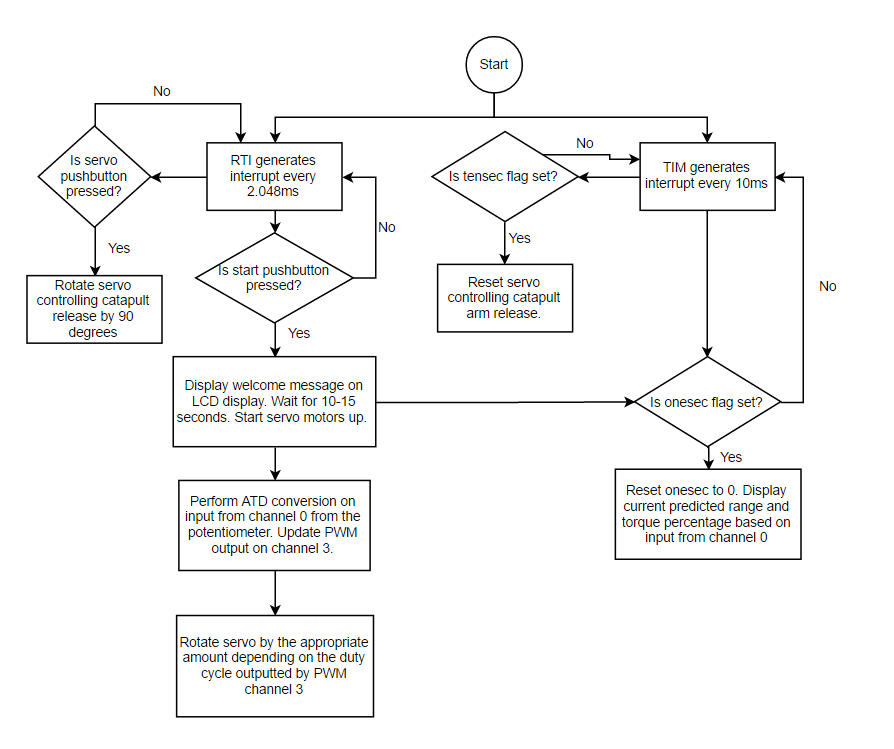 Start
No
Is servo
pushbutton
pressed?
RTI generates
interrupt every
2.048ms
No
Is tensec flag set?
TIM generates
interrupt every 10ms
No
Yes
Yes
Is start pushbutton
pressed?
Rotate servo
controlling catapult
release by 90
degrees
Reset servo
controlling catapult
arm release.
No
Yes
Display welcome message on
LCD display. Wait for 10-15
seconds. Start servo motors up.
Is onesec flag set?
Yes
Perform ATD conversion on
input from channel 0 from the
potentiometer. Update PWM
output on channel 3.
Reset onesec to 0. Display
current predicted range and
torque percentage based on
input from channel 0
Rotate servo by the appropriate
amount depending on the duty
cycle outputted by PWM
channel 3